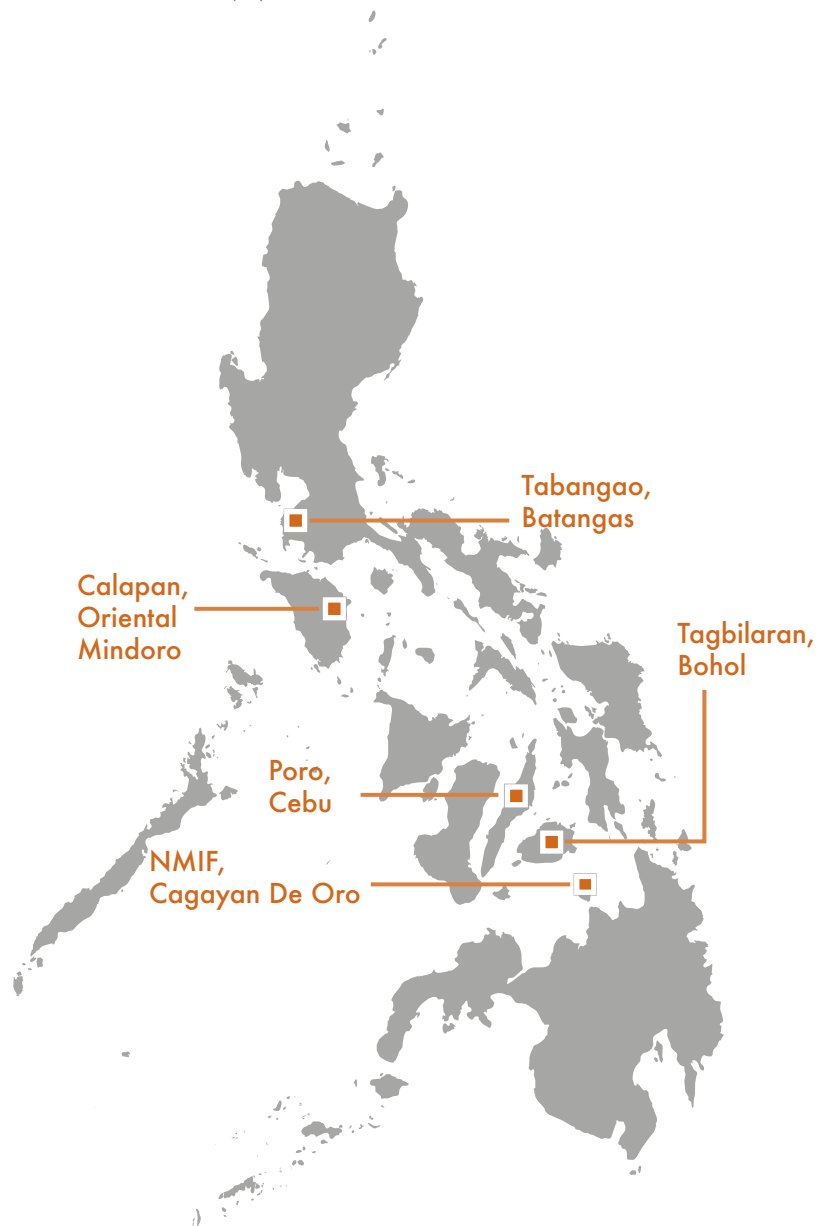 Tabangao,
Batangas
Calapan,
Oriental
Mindoro
Tagbilaran,
Bohol
Poro,
Cebu
NMIF,
Cagayan De Oro